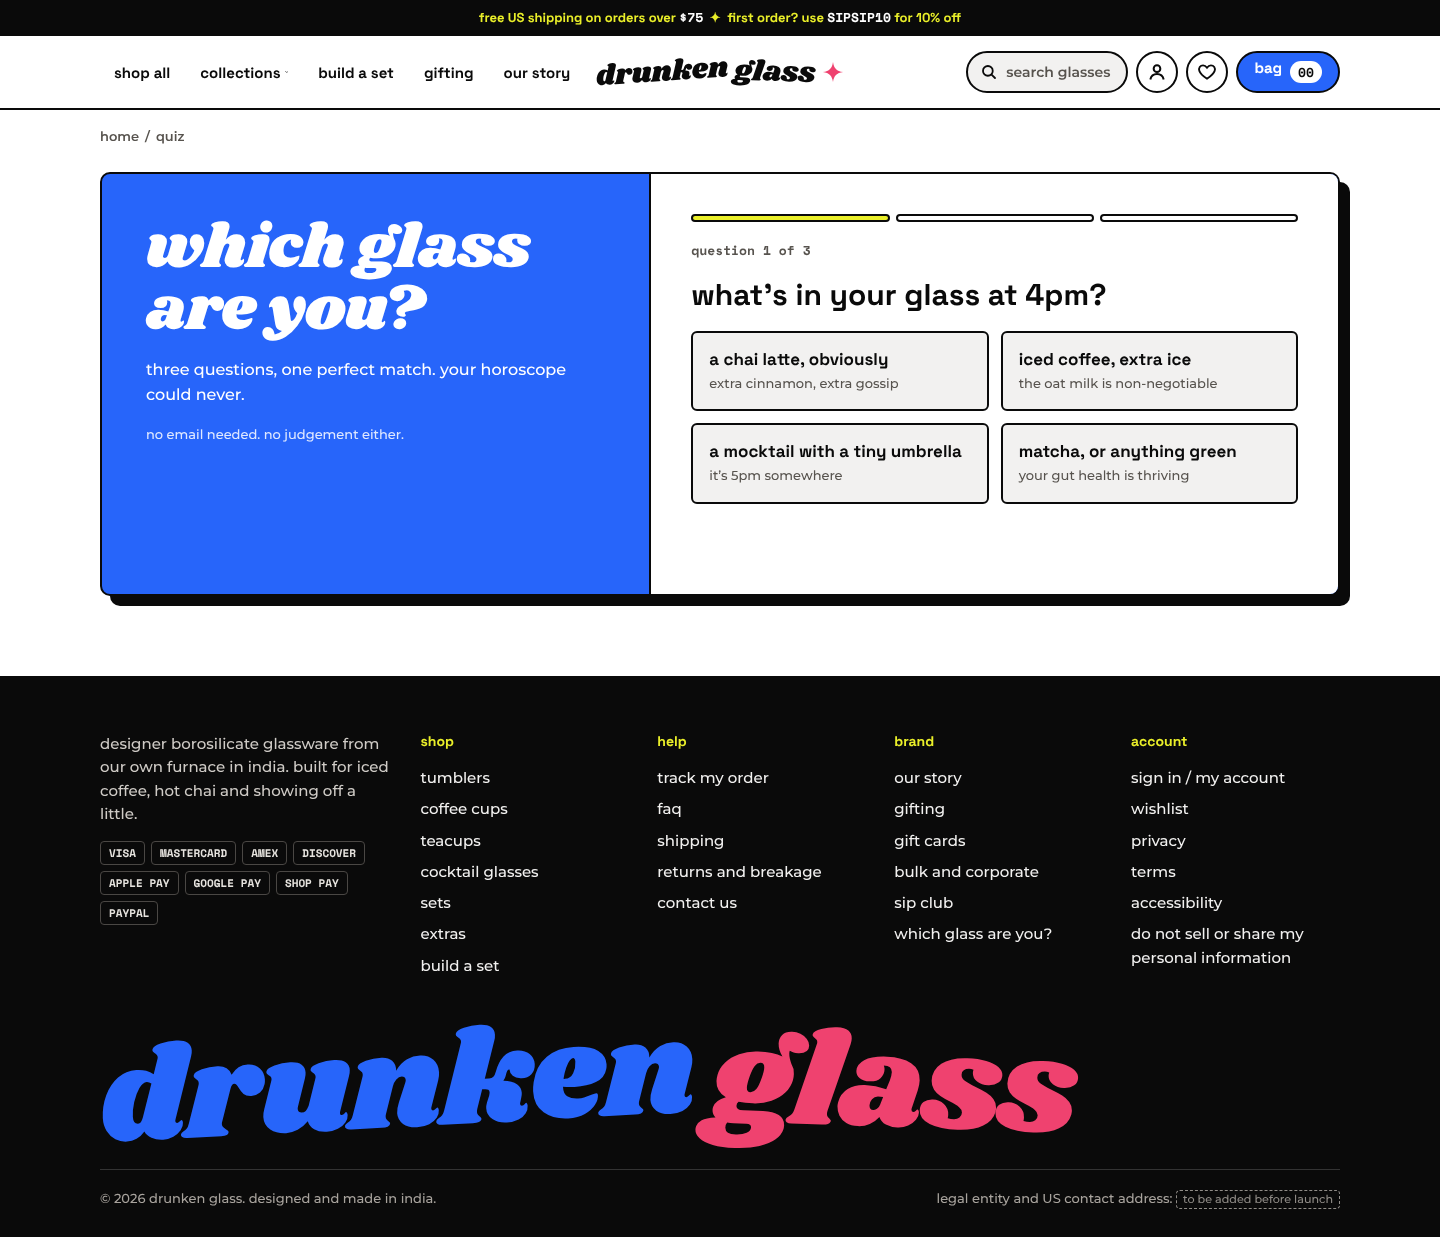 free US shipping on orders over $75 ✦ first order? use SIPSIP10 for 10% off
shop all
collections
build a set
gifting
our story
drunken glass ✦
search glasses
bag 00
home / quiz
which glass
are you?
three questions, one perfect match. your horoscope
could never.
no email needed. no judgement either.
question 1 of 3
what's in your glass at 4pm?
a chai latte, obviously
extra cinnamon, extra gossip
iced coffee, extra ice
the oat milk is non-negotiable
a mocktail with a tiny umbrella
it's 5pm somewhere
matcha, or anything green
your gut health is thriving
designer borosilicate glassware from
our own furnace in india. built for iced
coffee, hot chai and showing off a
little.
VISA
MASTERCARD
AMEX
DISCOVER
APPLE PAY
GOOGLE PAY
SHOP PAY
PAYPAL
shop
tumblers
coffee cups
teacups
cocktail glasses
sets
extras
build a set
help
track my order
faq
shipping
returns and breakage
contact us
brand
our story
gifting
gift cards
bulk and corporate
sip club
which glass are you?
account
sign in / my account
wishlist
privacy
terms
accessibility
do not sell or share my
personal information
drunken glass
© 2026 drunken glass. designed and made in india.
legal entity and US contact address: to be added before launch